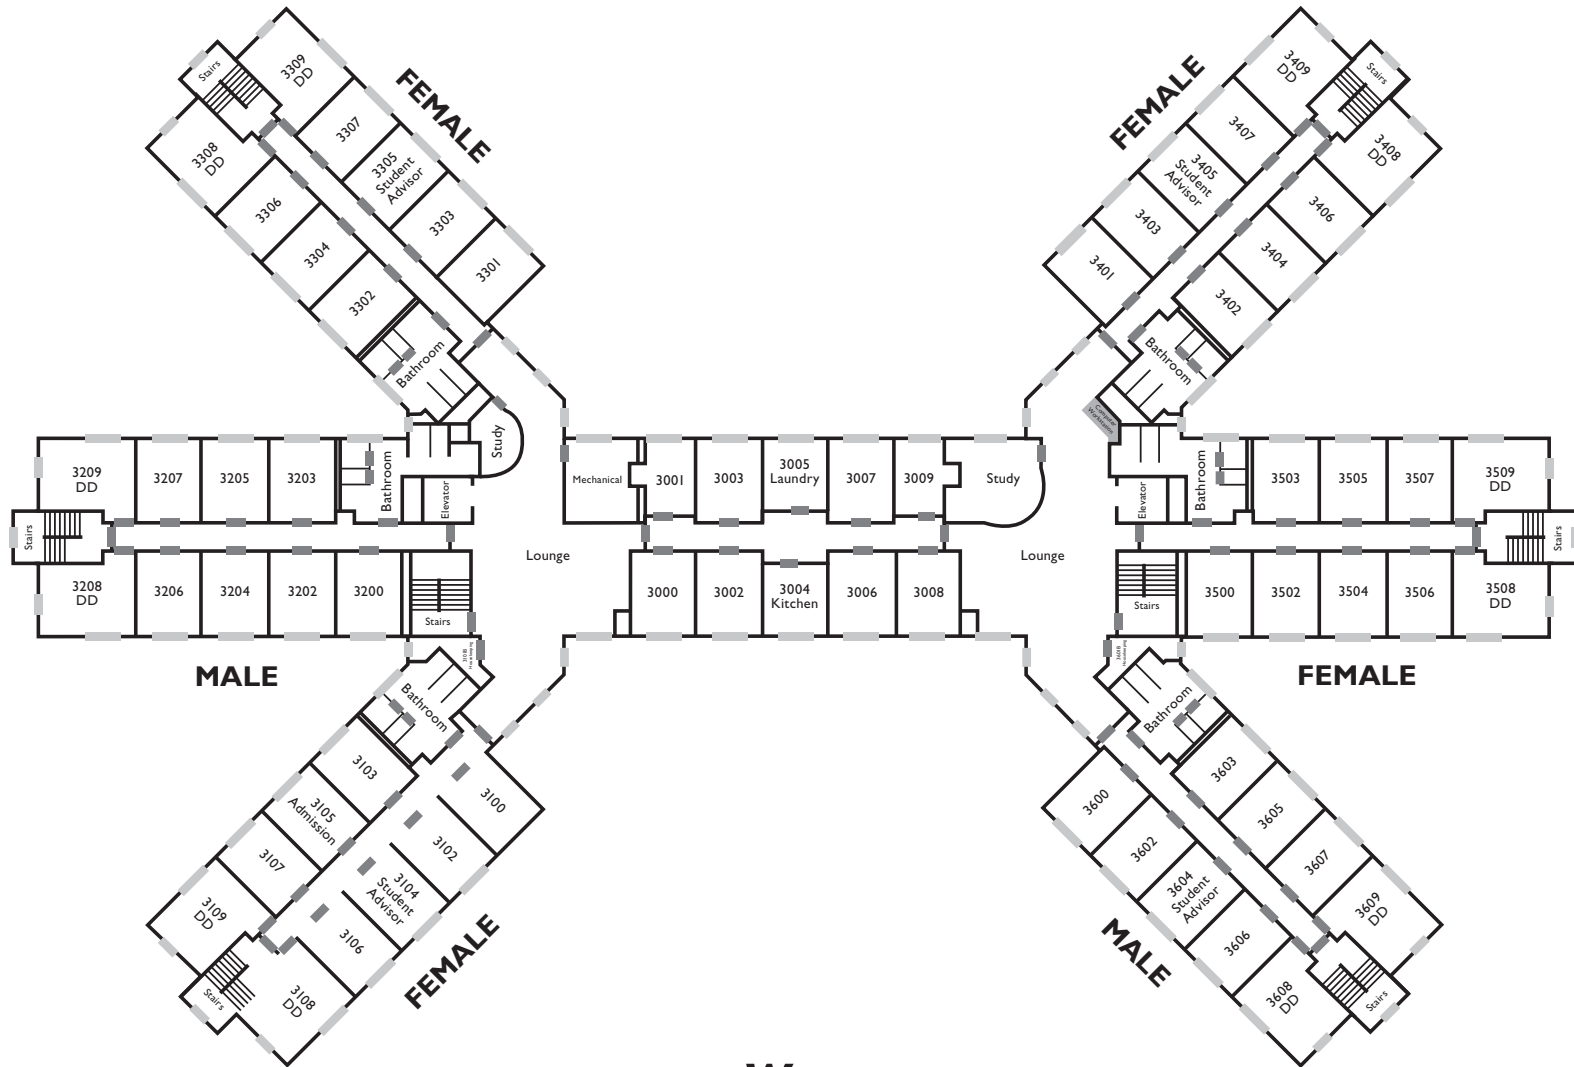 Stairs
3309
DD
FEMALE
3308
DD
3307
3305
Student
Advisor
3306
3303
3304
3301
3302
Bathroom
FEMALE
3409
DD
Stairs
3407
3408
DD
3405
Student
Advisor
3406
3403
3404
3401
3402
Bathroom
Computer
Workstation
3209
DD
3207
3205
3203
Bathroom
Elevator
Study
Stairs
3208
DD
3206
3204
3202
3200
Stairs
MALE
Lounge
Mechanical
3001
3003
3005
Laundry
3007
3009
Study
3000
3002
3004
Kitchen
3006
3008
Lounge
Elevator
Bathroom
3503
3505
3507
3509
DD
Stairs
Stairs
3500
3502
3504
3506
3508
DD
FEMALE
3101B
Housekeeping
Bathroom
3103
3100
3105
Admission
3102
3107
3104
Student
Advisor
3109
DD
3106
Stairs
3108
DD
FEMALE
3601B
Housekeeping
Bathroom
3603
3600
3605
3602
3607
3604
Student
Advisor
3609
DD
3606
3608
DD
Stairs
MALE
W